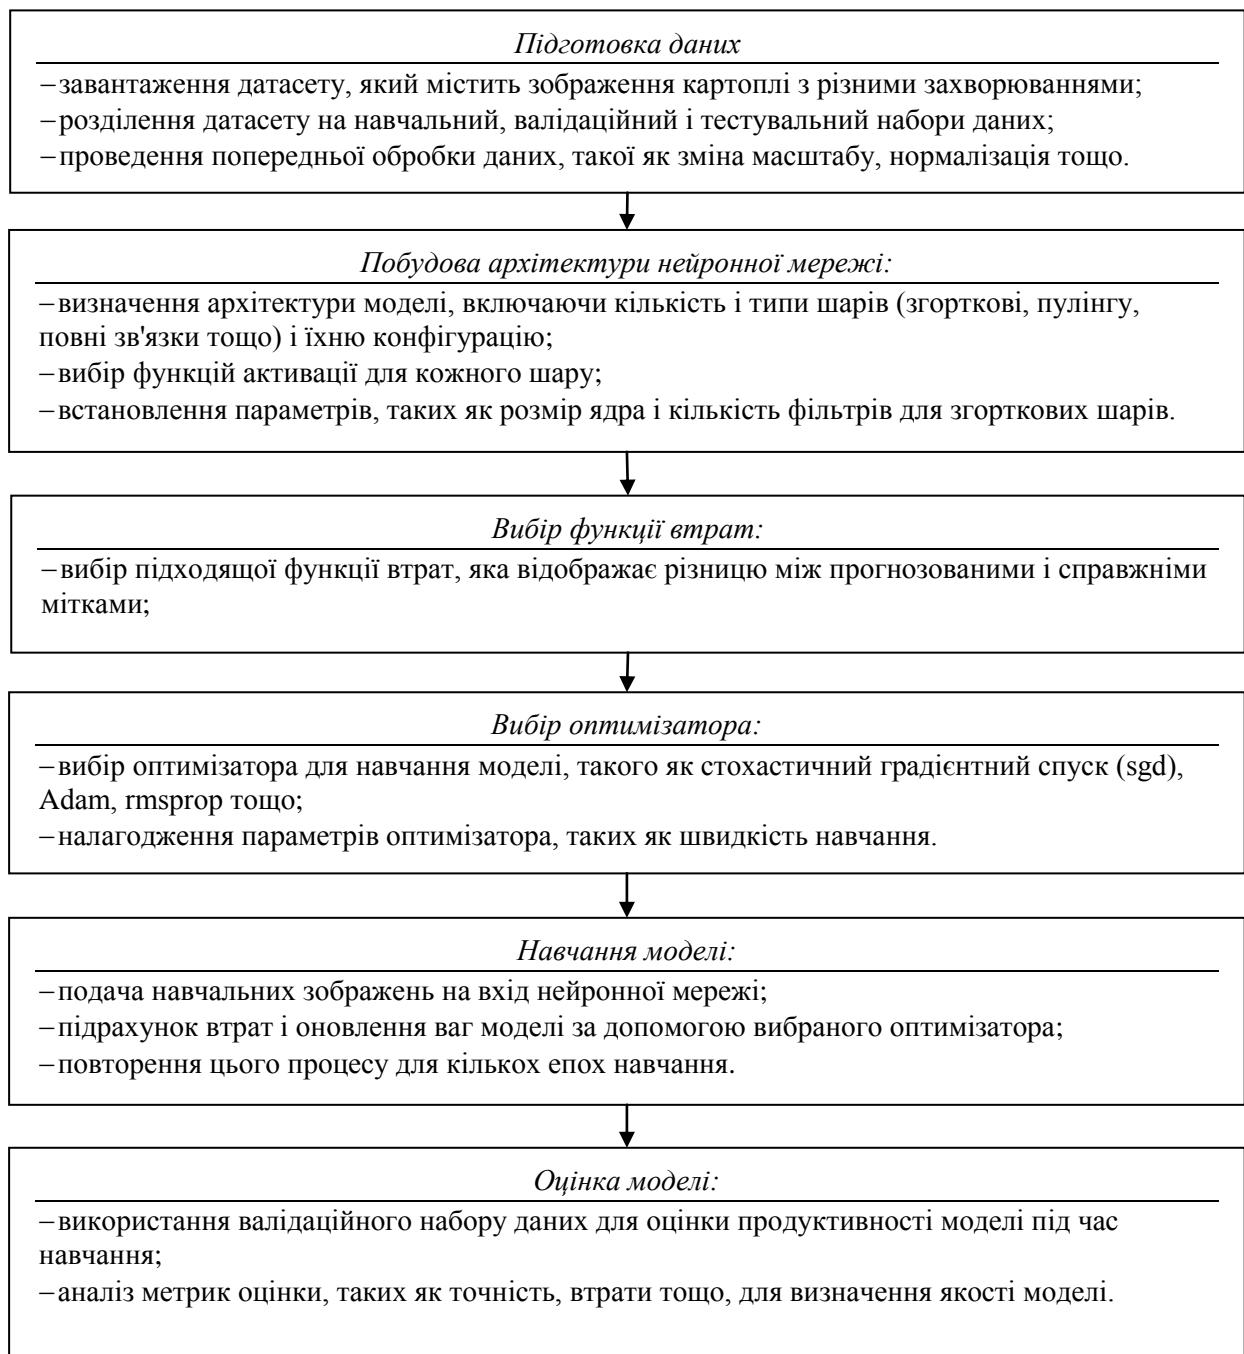 Підготовка даних
–завантаження датасету, який містить зображення картоплі з різними захворюваннями;
–розділення датасету на навчальний, валідаційний і тестувальний набори даних;
–проведення попередньої обробки даних, такої як зміна масштабу, нормалізація тощо.
Побудова архітектури нейронної мережі:
–визначення архітектури моделі, включаючи кількість і типи шарів (згорткові, пулінгу,
повні зв'язки тощо) і їхню конфігурацію;
–вибір функцій активації для кожного шару;
–встановлення параметрів, таких як розмір ядра і кількість фільтрів для згорткових шарів.
Вибір функції втрат:
–вибір підходящої функції втрат, яка відображає різницю між прогнозованими і справжніми
мітками;
Вибір оптимізатора:
–вибір оптимізатора для навчання моделі, такого як стохастичний градієнтний спуск (sgd),
Adam, rmsprop тощо;
–налагодження параметрів оптимізатора, таких як швидкість навчання.
Навчання моделі:
–подача навчальних зображень на вхід нейронної мережі;
–підрахунок втрат і оновлення ваг моделі за допомогою вибраного оптимізатора;
–повторення цього процесу для кількох епох навчання.
Оцінка моделі:
–використання валідаційного набору даних для оцінки продуктивності моделі під час
навчання;
–аналіз метрик оцінки, таких як точність, втрати тощо, для визначення якості моделі.